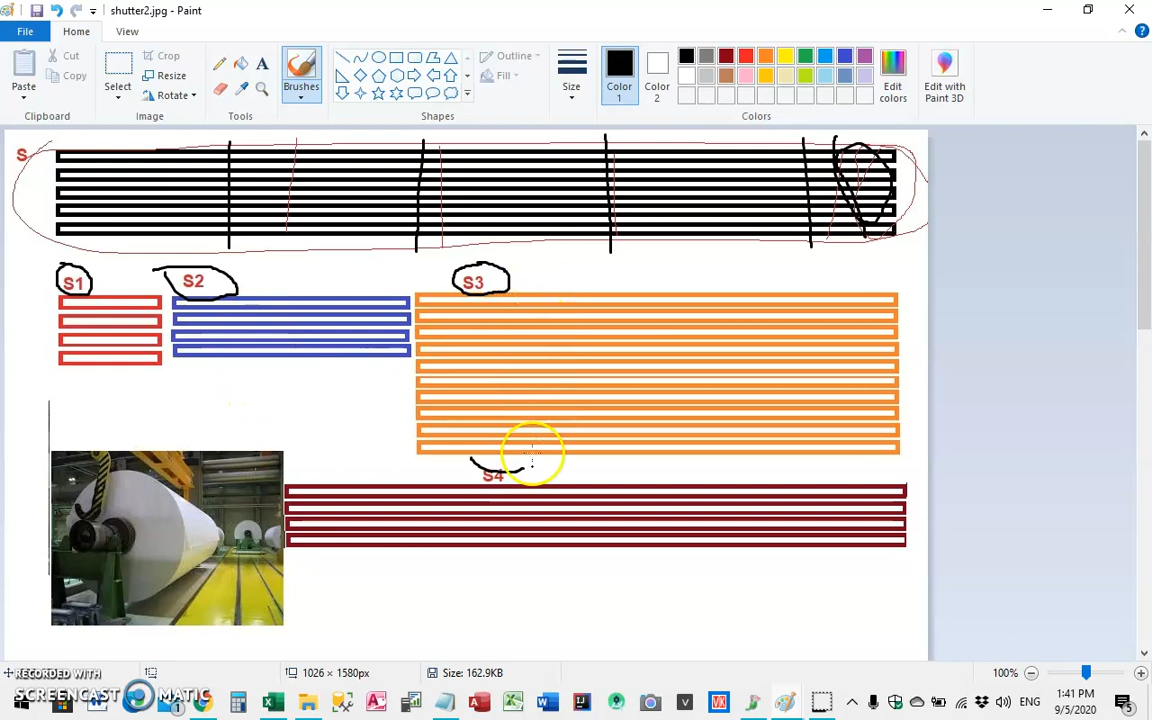 shutter2.jpg - Paint
File
Home
View
Paste
Cut
Copy
Clipboard
Select
Crop
Resize
Rotate
Image
Tools
Brushes
Shapes
Outline
Fill
Size
Color 1
Color 2
Colors
Edit colors
Edit with Paint 3D
S
S1
S2
S3
S4
RECORDED WITH
SCREENCAST MATIC
1026 × 1580px
Size: 162.9KB
100%
ENG
1:41 PM
9/5/2020
5